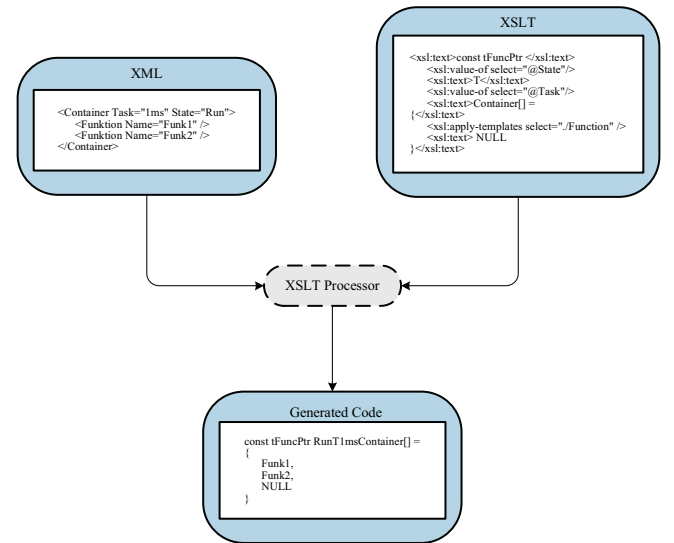 XML
<Container Task="1ms" State="Run">
<Funktion Name="Funk1" />
<Funktion Name="Funk2" />
</Container>
XSLT
<xsl:text>const tFuncPtr </xsl:text>
<xsl:value-of select="@State"/>
<xsl:text>T</xsl:text>
<xsl:value-of select="@Task"/>
<xsl:text>Container[] =
{</xsl:text>
<xsl:apply-templates select="./Function" />
<xsl:text> NULL
}</xsl:text>
XSLT Processor
Generated Code
const tFuncPtr RunT1msContainer[] =
{
Funk1,
Funk2,
NULL
}